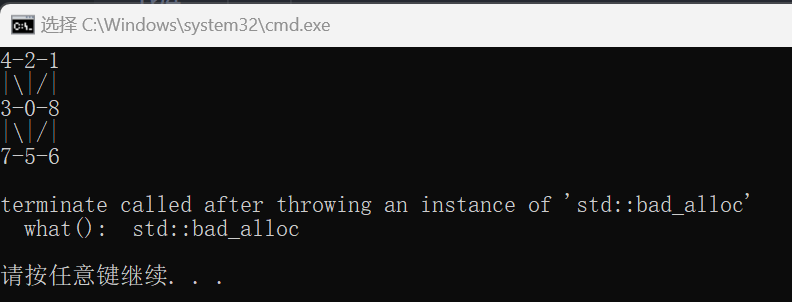 选择 C:\Windows\system32\cmd.exe
4-2-1
|\|/|
3-0-8
|\|/|
7-5-6
terminate called after throwing an instance of 'std::bad_alloc'
  what():  std::bad_alloc
请按任意键继续. . .